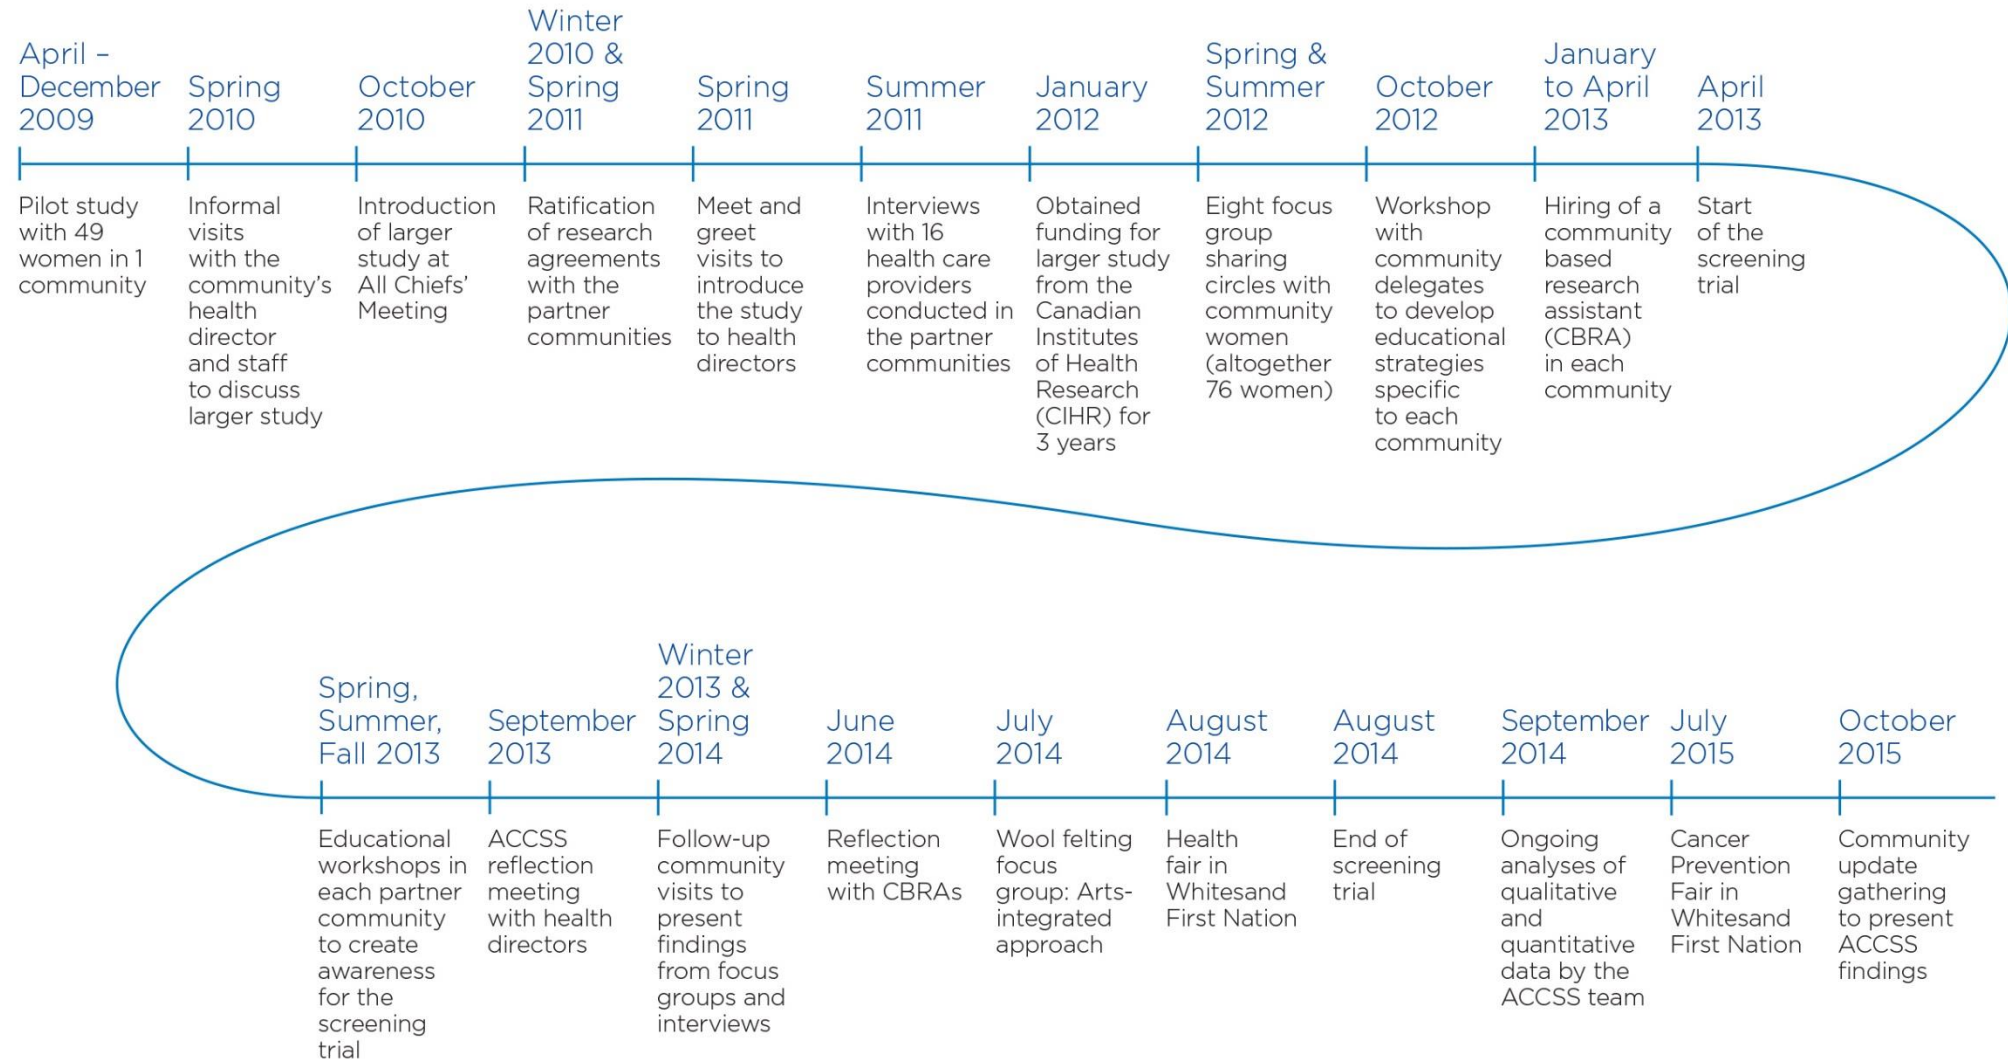 April –
December
2009
Pilot study
with 49
women in 1
community
Spring
2010
Informal
visits
with the
community’s
health
director
and staff
to discuss
larger study
October
2010
Introduction
of larger
study at
All Chiefs’
Meeting
Winter
2010 &
Spring
2011
Ratification
of research
agreements
with the
partner
communities
Spring
2011
Meet and
greet
visits to
introduce
the study
to health
directors
Summer
2011
Interviews
with 16
health care
providers
conducted in
the partner
communities
January
2012
Obtained
funding for
larger study
from the
Canadian
Institutes
of Health
Research
(CIHR) for
3 years
Spring &
Summer
2012
Eight focus
group
sharing
circles with
community
women
(altogether
76 women)
October
2012
Workshop
with
community
delegates
to develop
educational
strategies
specific
to each
community
January
to April
2013
Hiring of a
community
based
research
assistant
(CBRA)
in each
community
April
2013
Start
of the
screening
trial
Spring,
Summer,
Fall 2013
Educational
workshops in
each partner
community
to create
awareness
for the
screening
trial
September
2013
ACCSS
reflection
meeting
with health
directors
Winter
2013 &
Spring
2014
Follow-up
community
visits to
present
findings
from focus
groups and
interviews
June
2014
Reflection
meeting
with CBRAs
July
2014
Wool felting
focus
group: Arts-
integrated
approach
August
2014
Health
fair in
Whitesand
First Nation
August
2014
End of
screening
trial
September
2014
Ongoing
analyses of
qualitative
and
quantitative
data by the
ACCSS team
July
2015
Cancer
Prevention
Fair in
Whitesand
First Nation
October
2015
Community
update
gathering
to present
ACCSS
findings